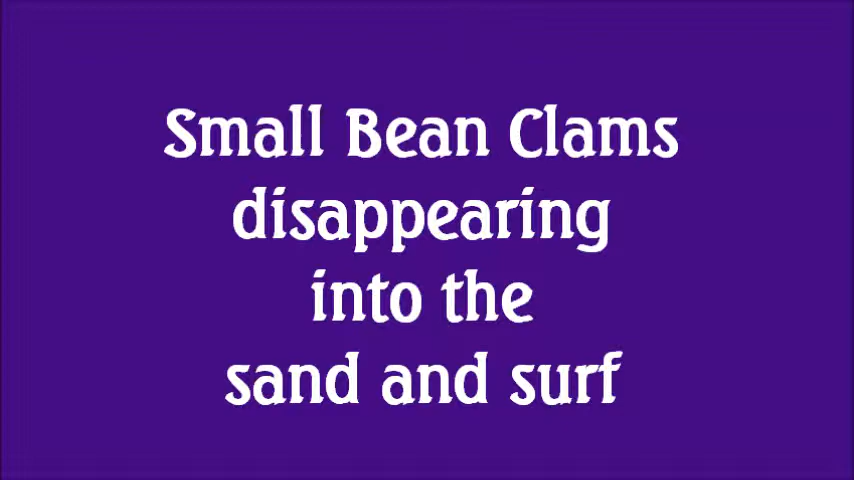 Small Bean Clams
disappearing
into the
sand and surf